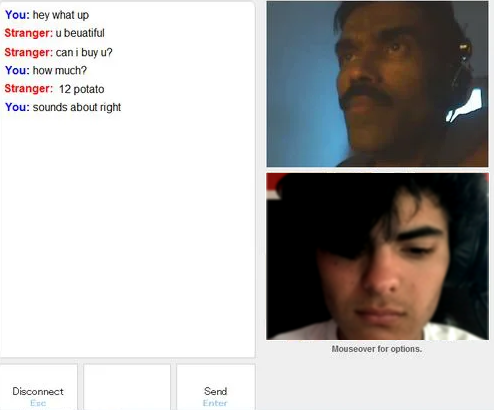 You: hey what up
Stranger: u beuatiful
Stranger: can i buy u?
You: how much?
Stranger: 12 potato
You: sounds about right
Mouseover for options.
Disconnect
Esc
Send
Enter